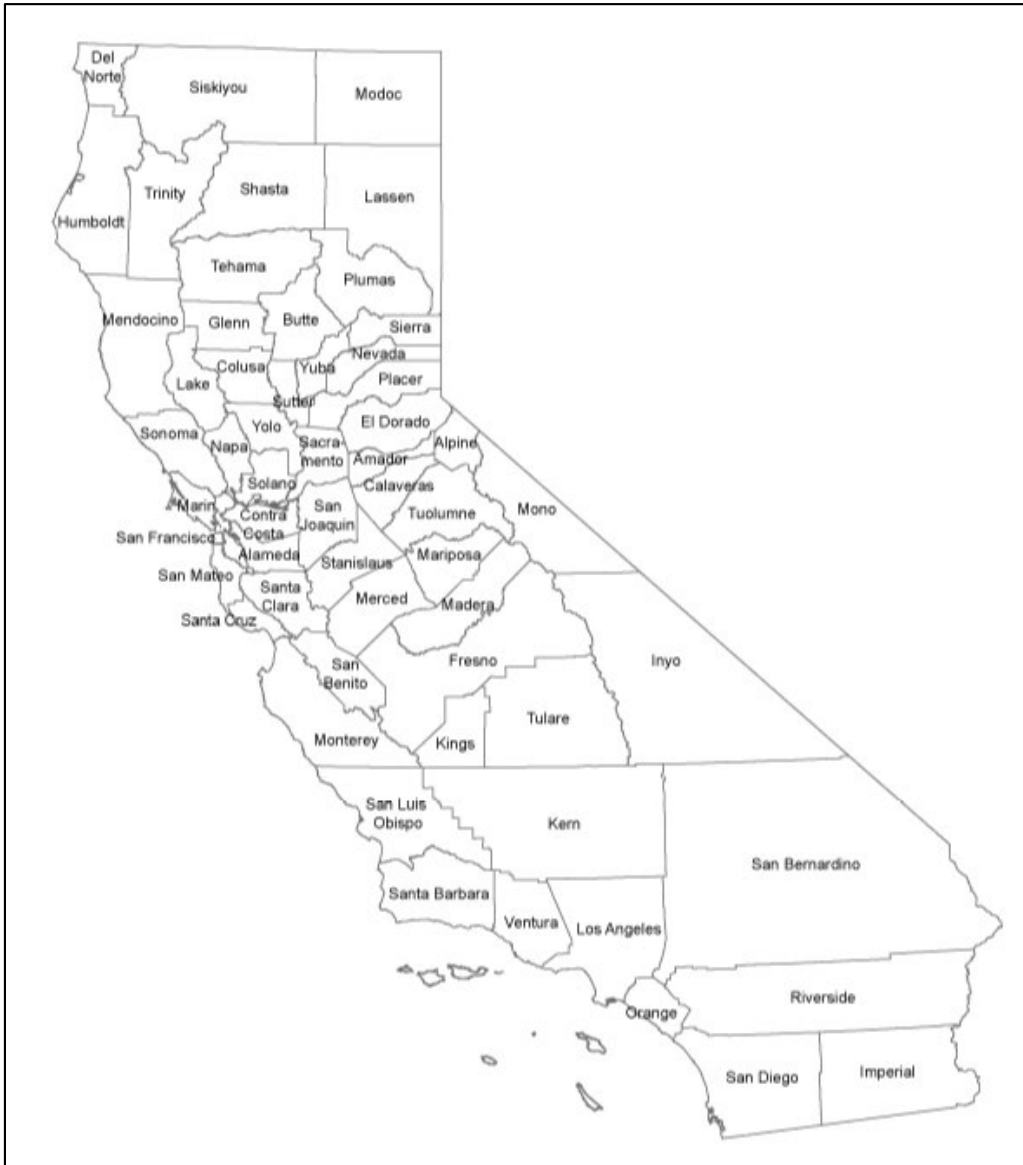 Del
Norte
Siskiyou
Modoc
Trinity
Shasta
Lassen
Humboldt
Tehama
Plumas
Mendocino
Glenn
Butte
Sierra
Nevada
Colusa
Yuba
Lake
Placer
Sutter
El Dorado
Sonoma
Yolo
Napa
Sacra-
mento
Alpine
Amador
Solano
Calaveras
Marin
Contra
Costa
San
Joaquin
Tuolumne
Mono
San Francisco
Alameda
Stanislaus
Mariposa
San Mateo
Santa
Clara
Merced
Madera
Santa Cruz
San
Benito
Fresno
Inyo
Tulare
Monterey
Kings
San Luis
Obispo
Kern
San Bernardino
Santa Barbara
Ventura
Los Angeles
Orange
Riverside
San Diego
Imperial